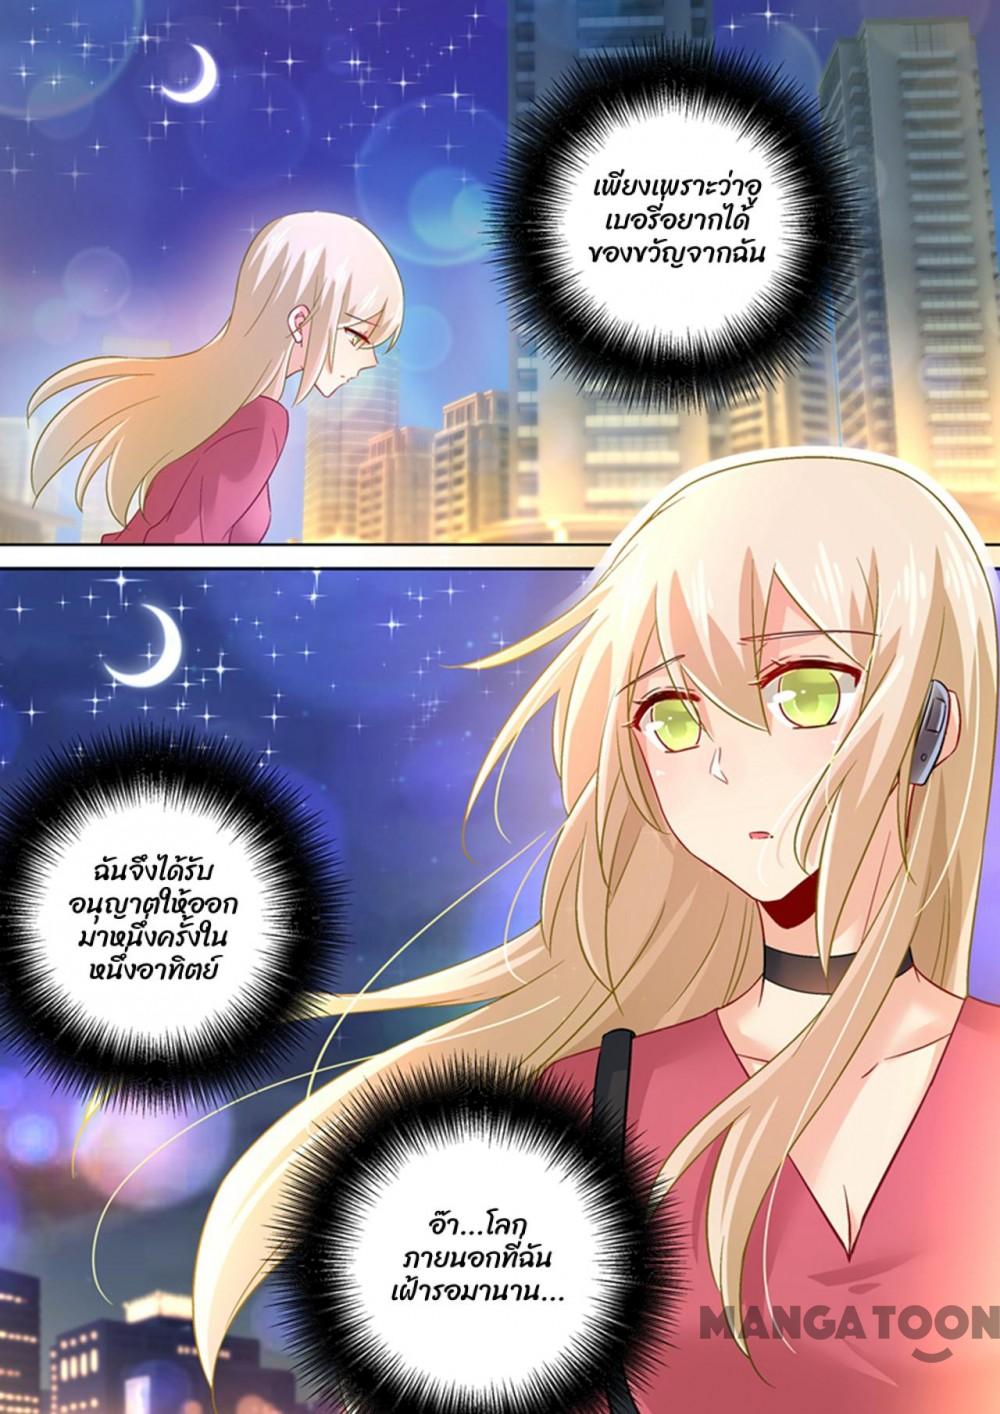 เพียงเพราะว่าอู
เบอรี่อยากได้
ของขวัญจากฉัน
ฉันจึงได้รับ
อนุญาตให้ออก
มาหนึ่งครั้งใน
หนึ่งอาทิตย์
อ๊า...โลก
ภายนอกที่ฉัน
เฝ้ารอมานาน...
MANGATOON